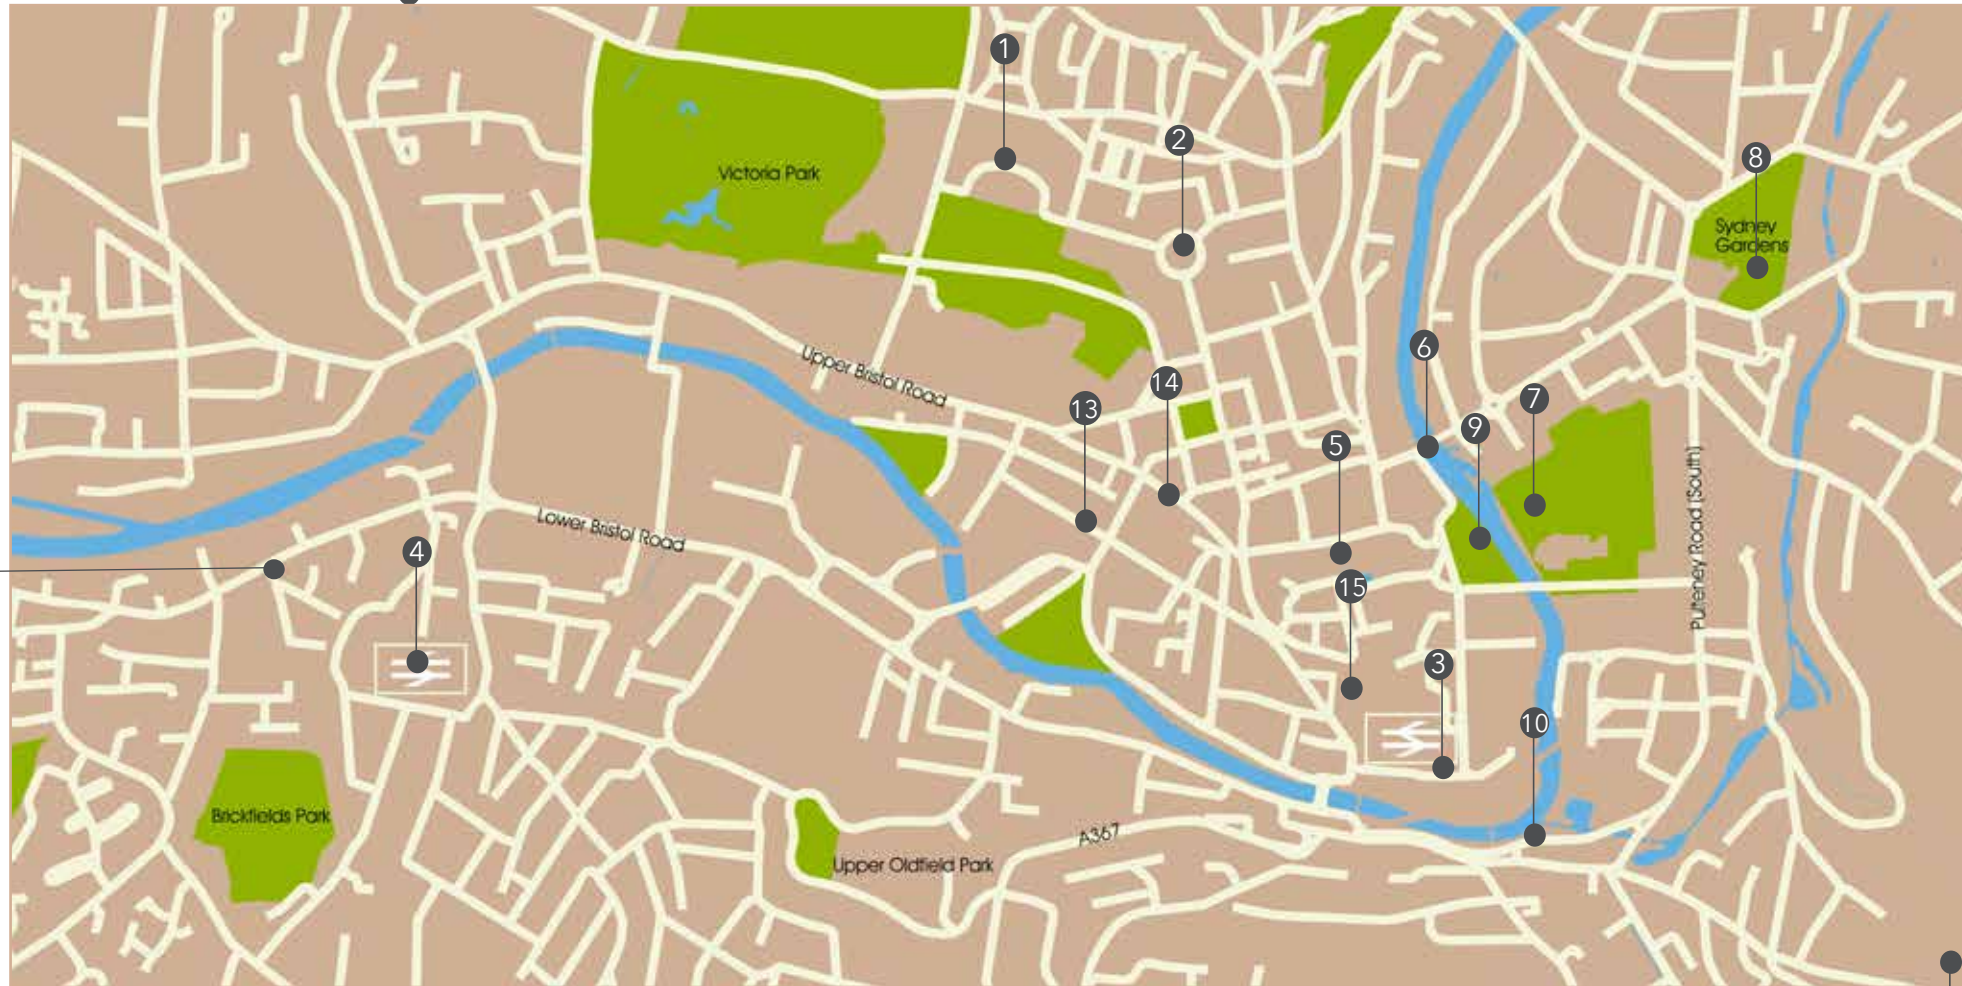 1
2
Victoria Park
8
Sydney
Gardens
6
Upper Bristol Road
14
7
13
9
5
Pulteney Road (South)
Lower Bristol Road
4
15
3
10
Brickfields Park
A367
Upper Oldfield Park